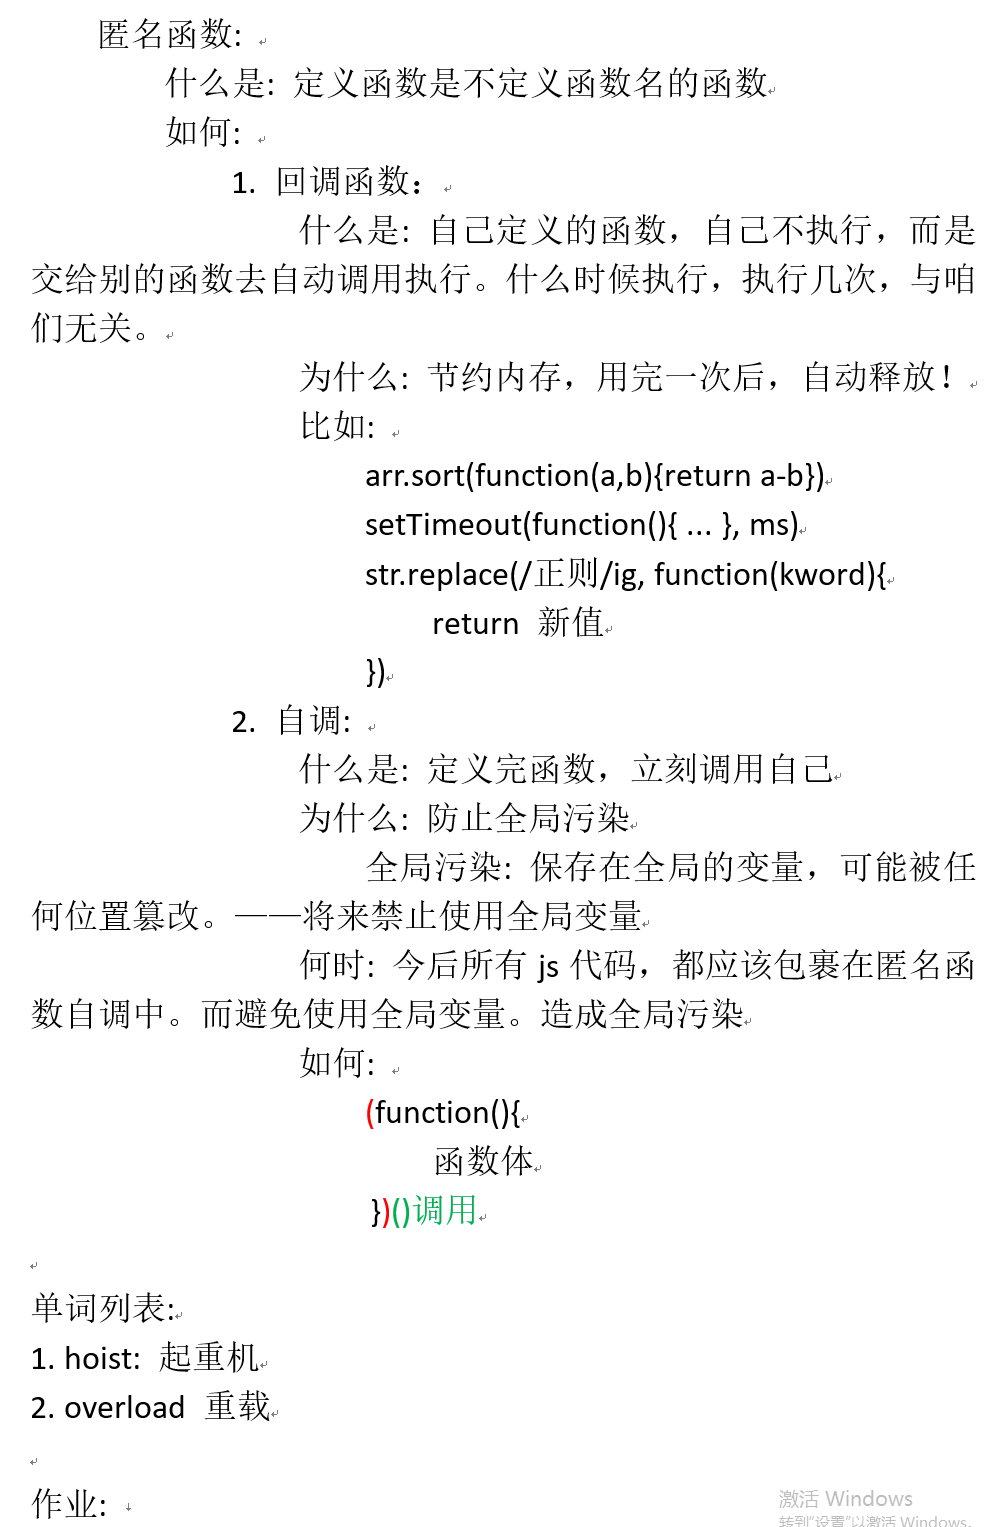 匿名函数:
什么是: 定义函数是不定义函数名的函数
如何:
1. 回调函数：
什么是: 自己定义的函数，自己不执行，而是
交给别的函数去自动调用执行。什么时候执行，执行几次，与咱
们无关。
为什么: 节约内存，用完一次后，自动释放！
比如:
arr.sort(function(a,b){return a-b})
setTimeout(function(){ ... }, ms)
str.replace(/正则/ig, function(kword){
return 新值
})
2. 自调:
什么是: 定义完函数，立刻调用自己
为什么: 防止全局污染
全局污染: 保存在全局的变量，可能被任
何位置篡改。——将来禁止使用全局变量
何时: 今后所有 js 代码，都应该包裹在匿名函
数自调中。而避免使用全局变量。造成全局污染
如何:
(function(){
函数体
})()调用
单词列表:
1. hoist: 起重机
2. overload 重载
作业:
激活 Windows
转到“设置”以激活 Windows。